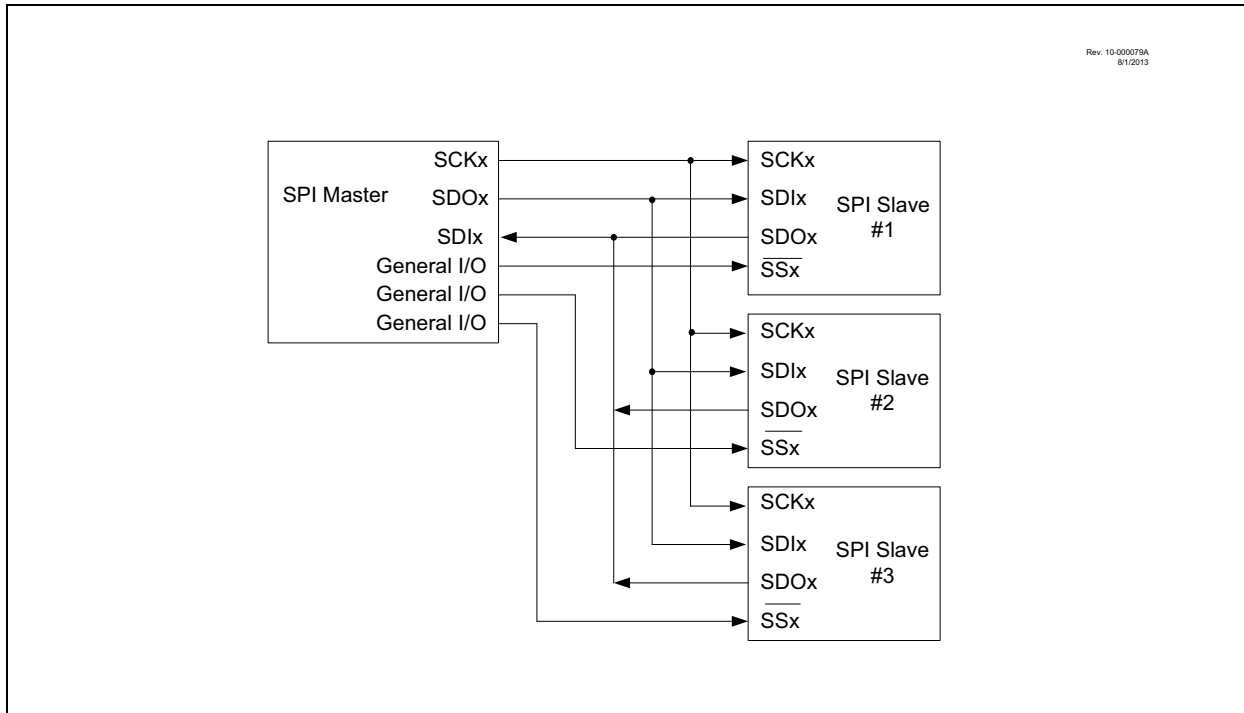 Rev. 10-000079A
8/1/2013
SPI Master
SCKx
SDOx
SDIx
General I/O
General I/O
General I/O
SCKx
SDIx
SDOx
SSx
SPI Slave
#1
SCKx
SDIx
SDOx
SSx
SPI Slave
#2
SCKx
SDIx
SDOx
SSx
SPI Slave
#3